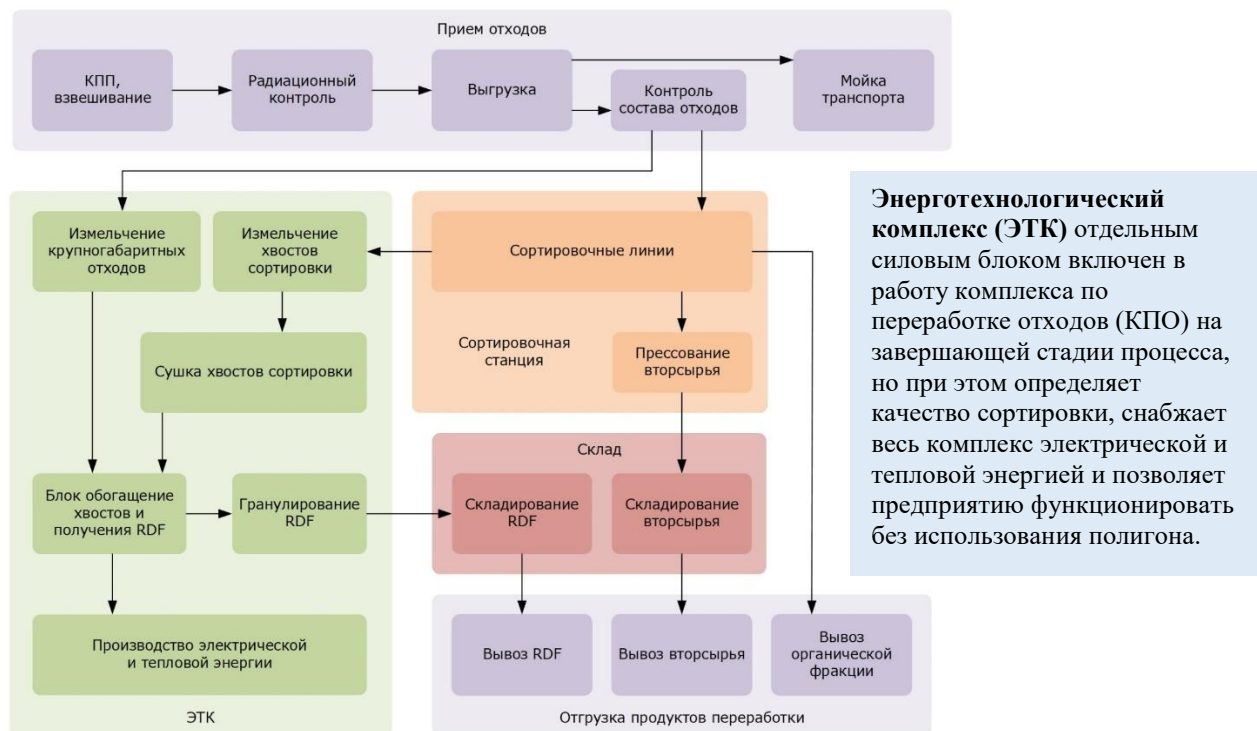 Прием отходов
КПП,
взвешивание
Радиационный
контроль
Выгрузка
Контроль
состава отходов
Мойка
транспорта
Измельчение
крупногабаритных
отходов
Измельчение
хвостов
сортировки
Сортировочные линии
Сортировочная
станция
Прессование
вторсырья
Сушка хвостов сортировки
Блок обогащение
хвостов и
получения RDF
Гранулирование
RDF
Склад
Складирование
RDF
Складирование
вторсырья
Производство электрической
и тепловой энергии
ЭТК
Вывоз RDF
Вывоз вторсырья
Вывоз
органической
фракции
Отгрузка продуктов переработки
Энерготехнологический
комплекс (ЭТК) отдельным
силовым блоком включен в
работу комплекса по
переработке отходов (КПО) на
завершающей стадии процесса,
но при этом определяет
качество сортировки, снабжает
весь комплекс электрической и
тепловой энергией и позволяет
предприятию функционировать
без использования полигона.